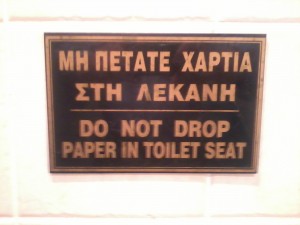 ΜΗ ΠΕΤΑΤΕ ΧΑΡΤΙΑ
ΣΤΗ ΛΕΚΑΝΗ
DO NOT DROP
PAPER IN TOILET SEAT